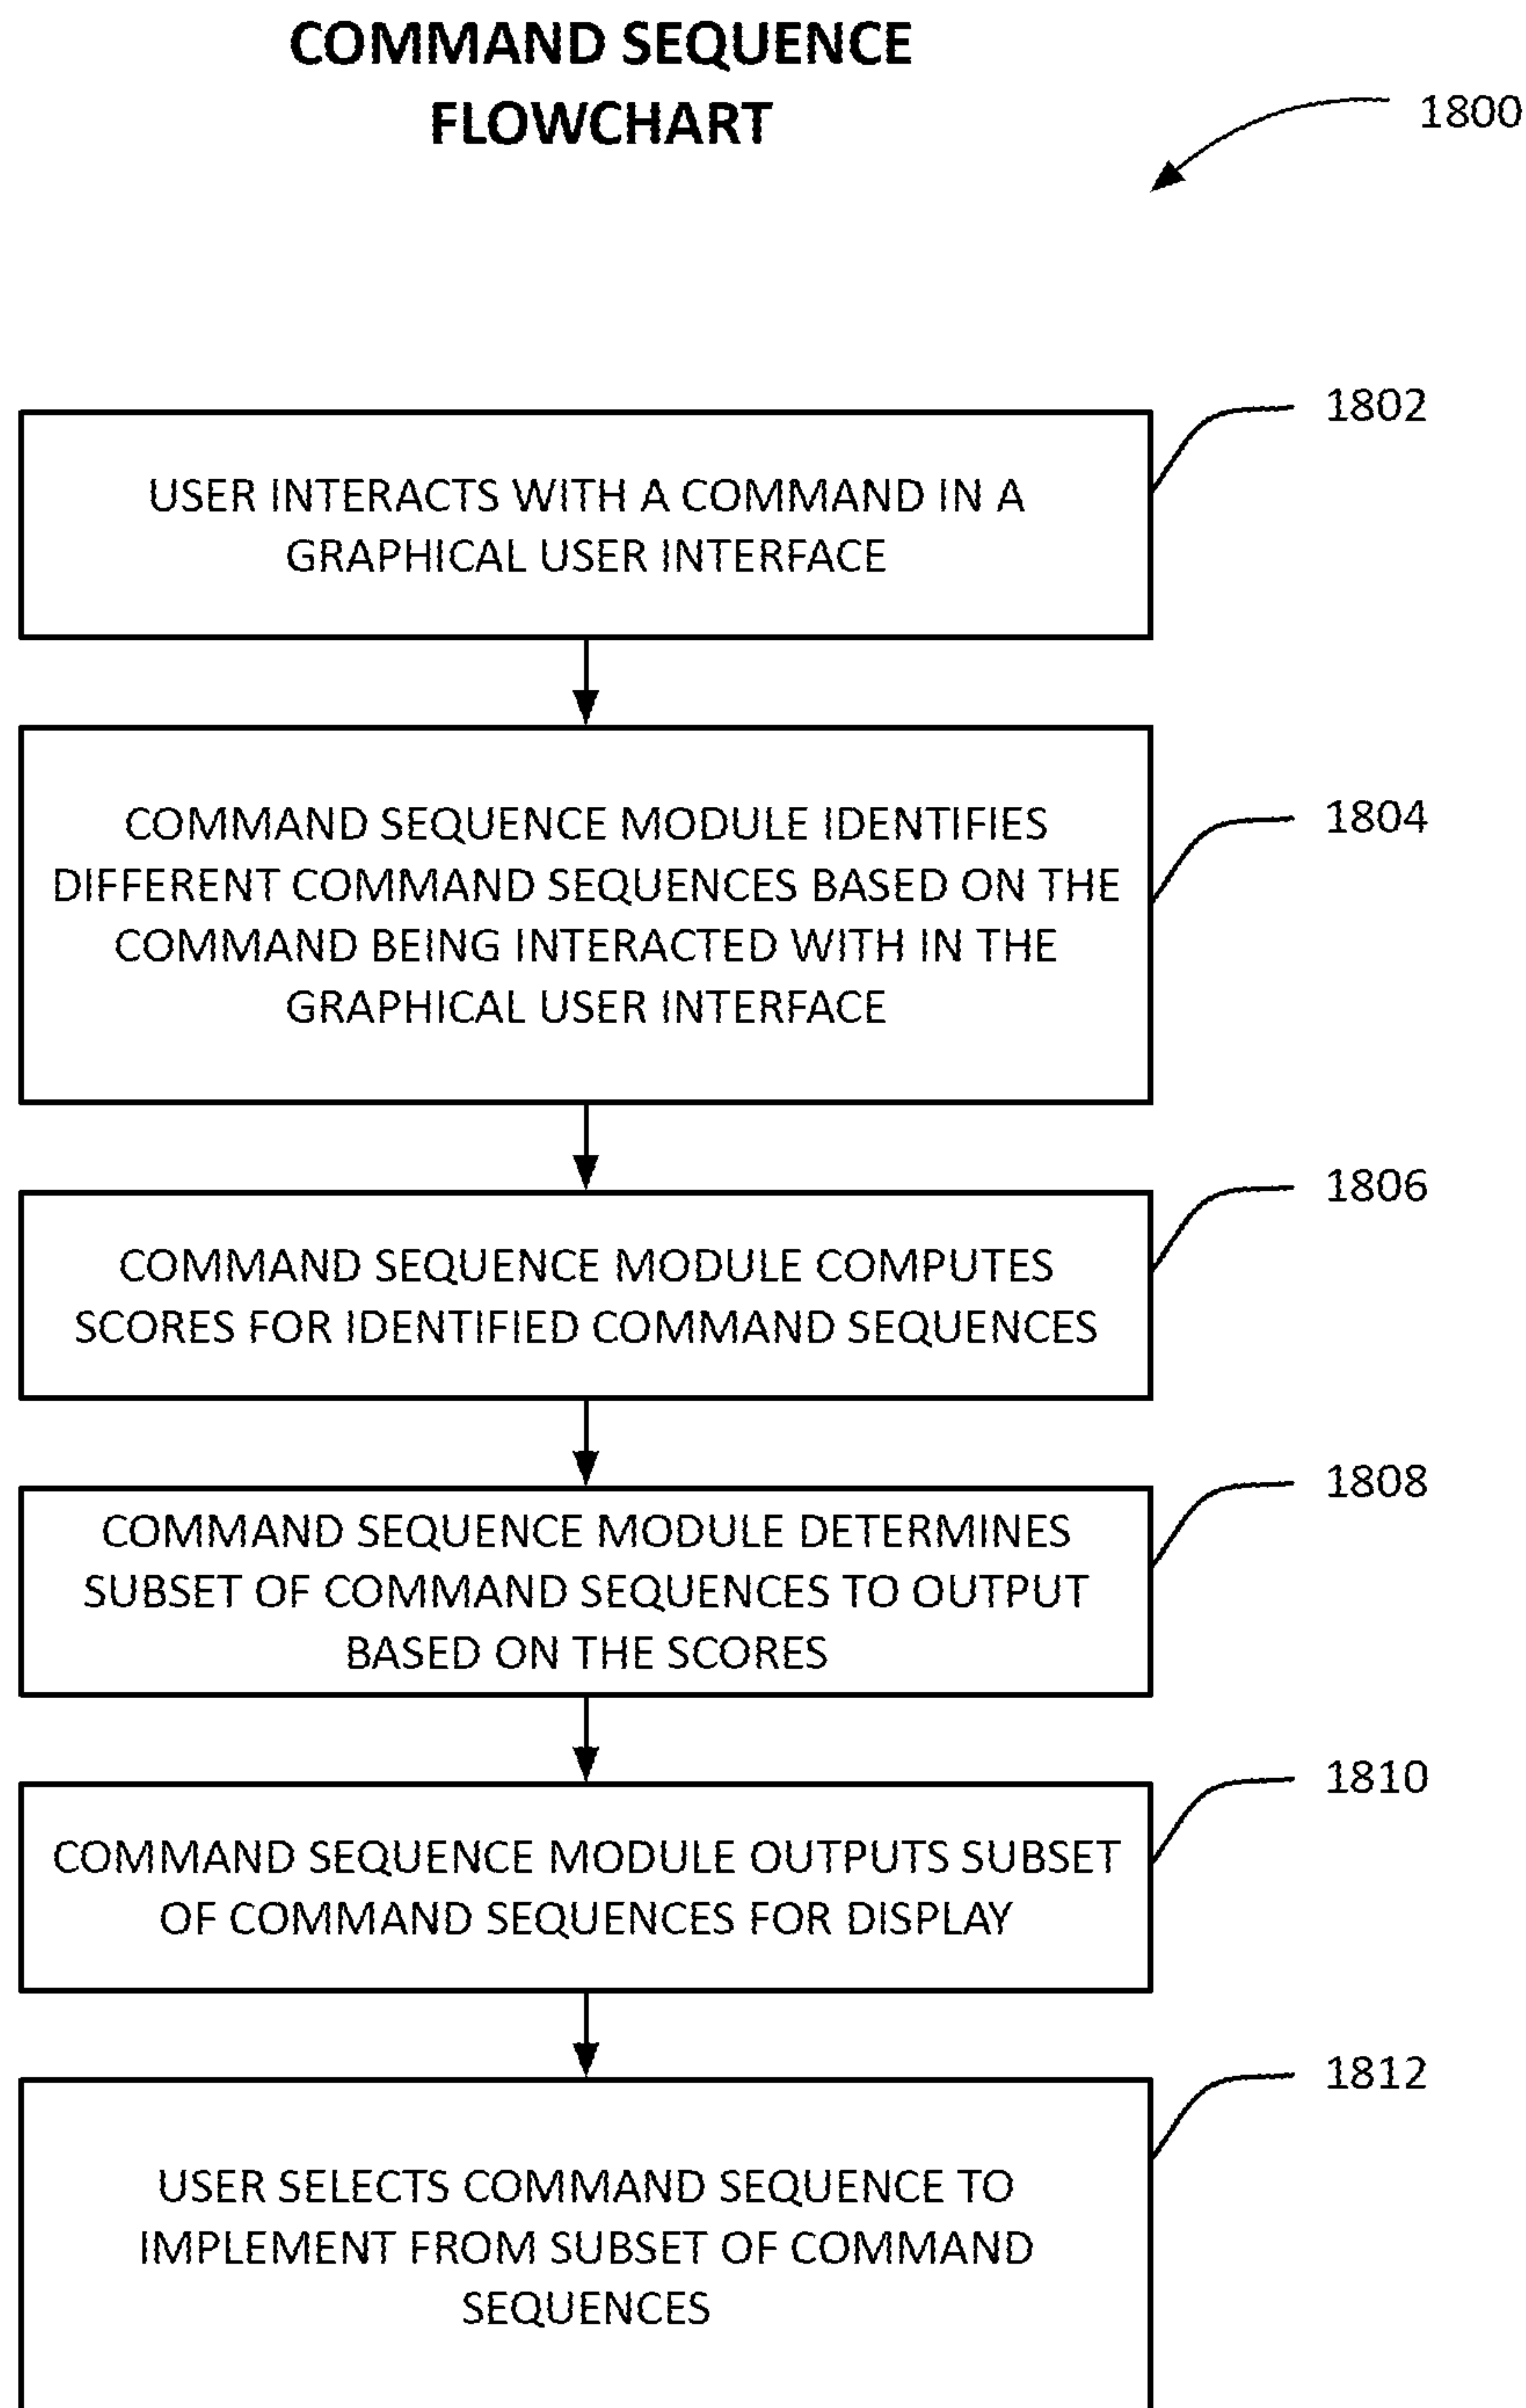 COMMAND SEQUENCE
FLOWCHART
1800
1802
USER INTERACTS WITH A COMMAND IN A
GRAPHICAL USER INTERFACE
1804
COMMAND SEQUENCE MODULE IDENTIFIES
DIFFERENT COMMAND SEQUENCES BASED ON THE
COMMAND BEING INTERACTED WITH IN THE
GRAPHICAL USER INTERFACE
1806
COMMAND SEQUENCE MODULE COMPUTES
SCORES FOR IDENTIFIED COMMAND SEQUENCES
1808
COMMAND SEQUENCE MODULE DETERMINES
SUBSET OF COMMAND SEQUENCES TO OUTPUT
BASED ON THE SCORES
1810
COMMAND SEQUENCE MODULE OUTPUTS SUBSET
OF COMMAND SEQUENCES FOR DISPLAY
1812
USER SELECTS COMMAND SEQUENCE TO
IMPLEMENT FROM SUBSET OF COMMAND
SEQUENCES